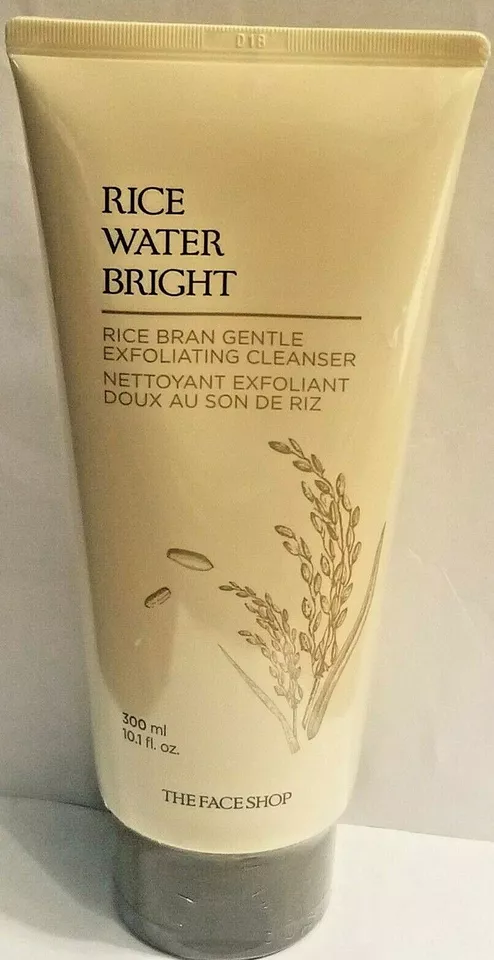 018
RICE
WATER
BRIGHT
RICE BRAN GENTLE
EXFOLIATING CLEANSER
NETTOYANT EXFOLIANT
DOUX AU SON DE RIZ
300 ml
10.1 fl. oz.
THE FACE SHOP